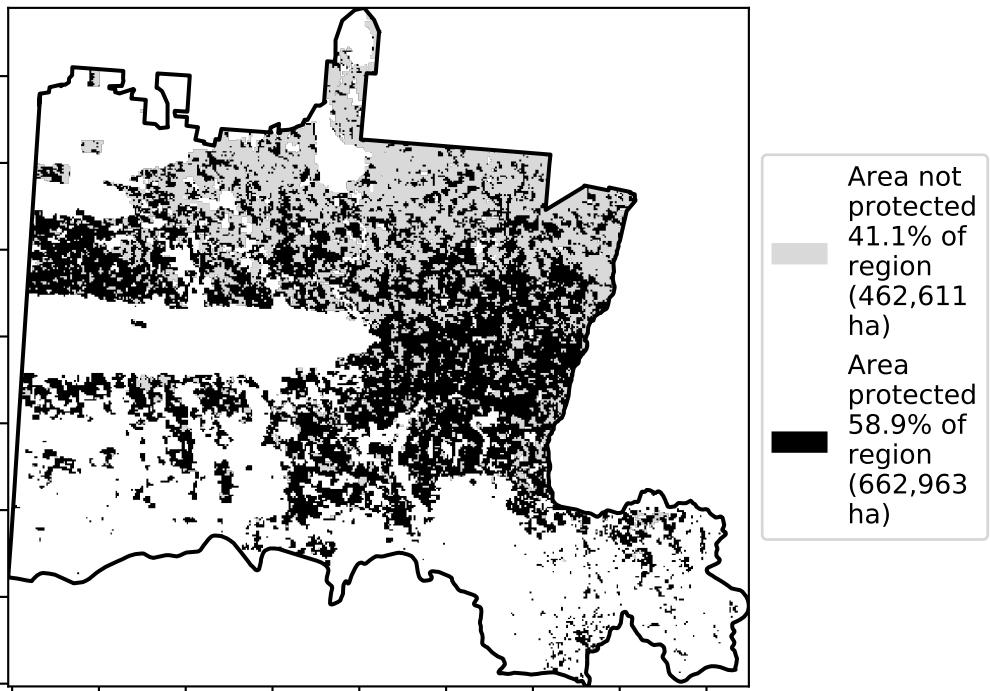 Area not
protected
41.1% of
region
(462,611
ha)
Area
protected
58.9% of
region
(662,963
ha)